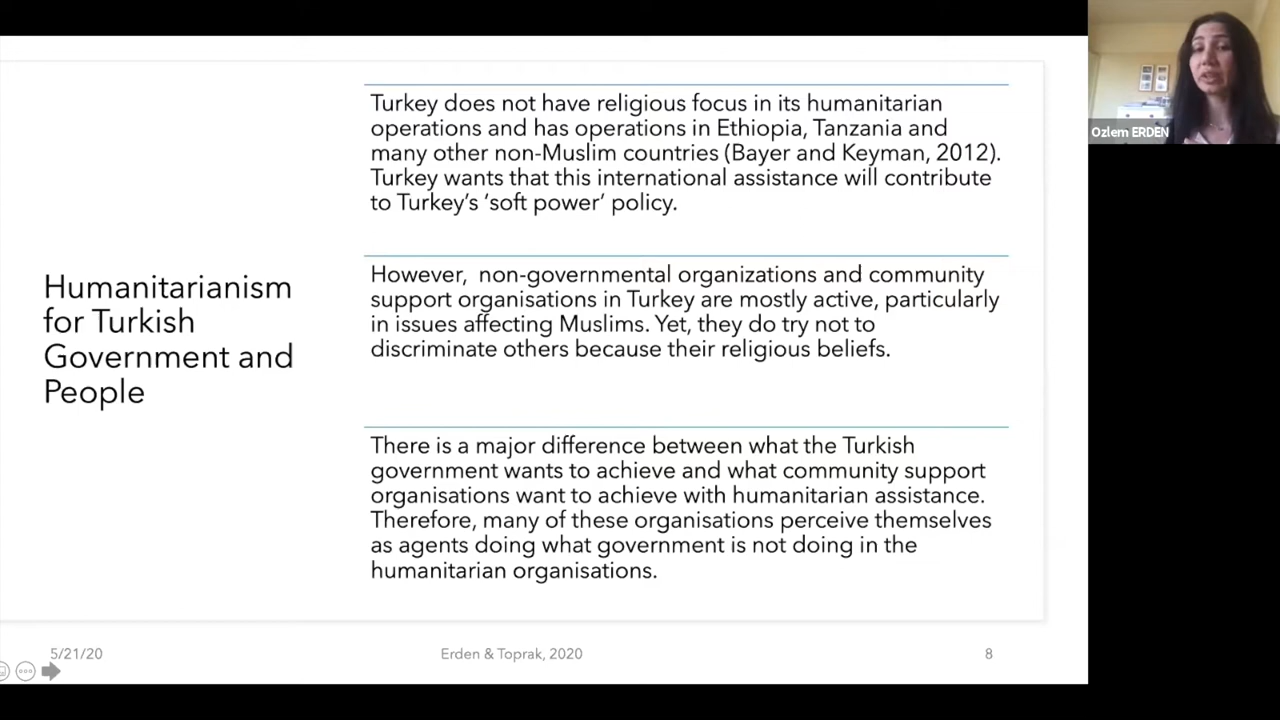 Humanitarianism
for Turkish
Government and
People
Turkey does not have religious focus in its humanitarian
operations and has operations in Ethiopia, Tanzania and
many other non-Muslim countries (Bayer and Keyman, 2012).
Turkey wants that this international assistance will contribute
to Turkey's ‘soft power’ policy.
However,  non-governmental organizations and community
support organisations in Turkey are mostly active, particularly
in issues affecting Muslims. Yet, they do try not to
discriminate others because their religious beliefs.
There is a major difference between what the Turkish
government wants to achieve and what community support
organisations want to achieve with humanitarian assistance.
Therefore, many of these organisations perceive themselves
as agents doing what government is not doing in the
humanitarian organisations.
5/21/20
Erden & Toprak, 2020
8
Ozlem ERDEN